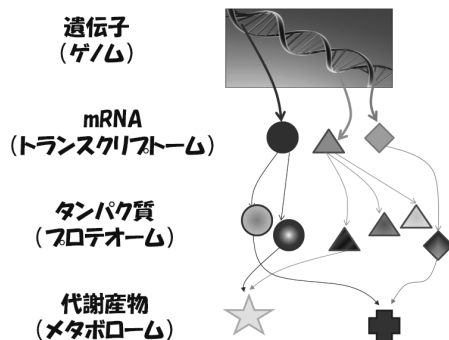 遺伝子
(ゲノム)
mRNA
(トランスクリプトーム)
タンパク質
(プロテオーム)
代謝産物
(メタボローム)